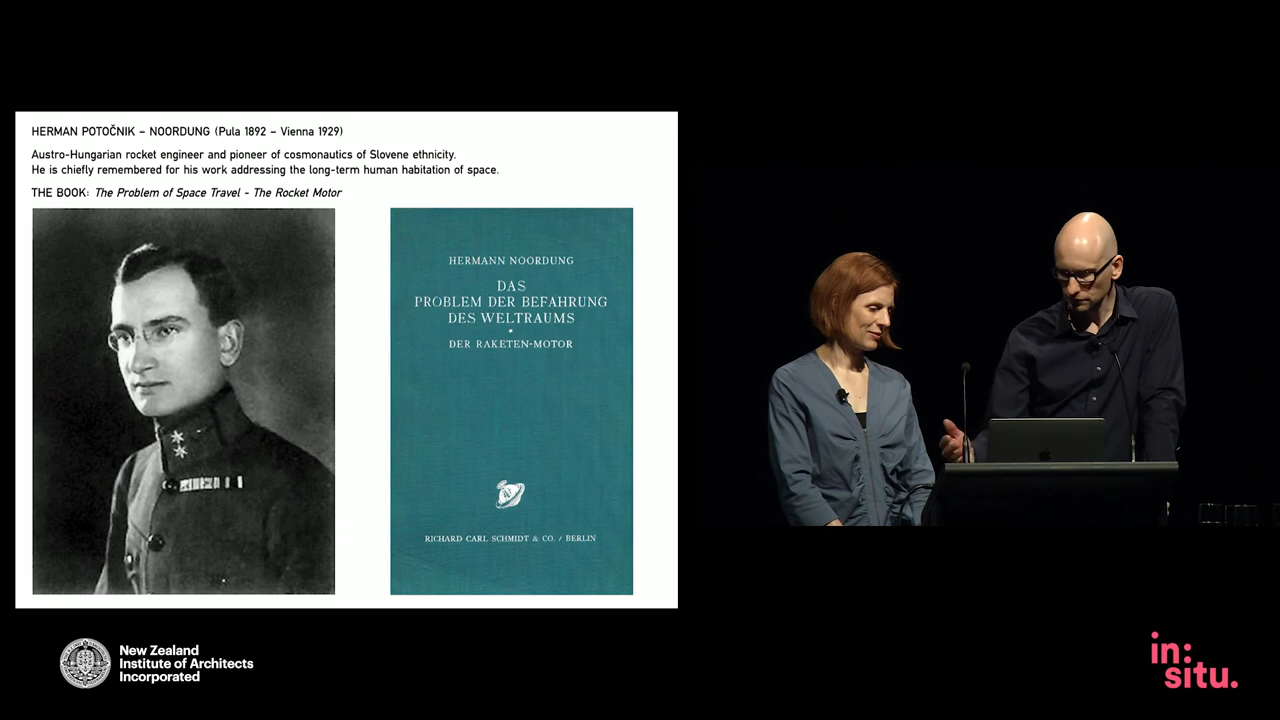 HERMAN POTOČNIK – NOORDUNG (Pula 1892 – Vienna 1929)
Austro-Hungarian rocket engineer and pioneer of cosmonautics of Slovene ethnicity.
He is chiefly remembered for his work addressing the long-term human habitation of space.
THE BOOK: The Problem of Space Travel - The Rocket Motor
HERMANN NOORDUNG
DAS
PROBLEM DER BEFAHRUNG
DES WELTRAUMS
DER RAKETEN-MOTOR
RICHARD CARL SCHMIDT & CO. / BERLIN
New Zealand
Institute of Architects
Incorporated
in:
situ.